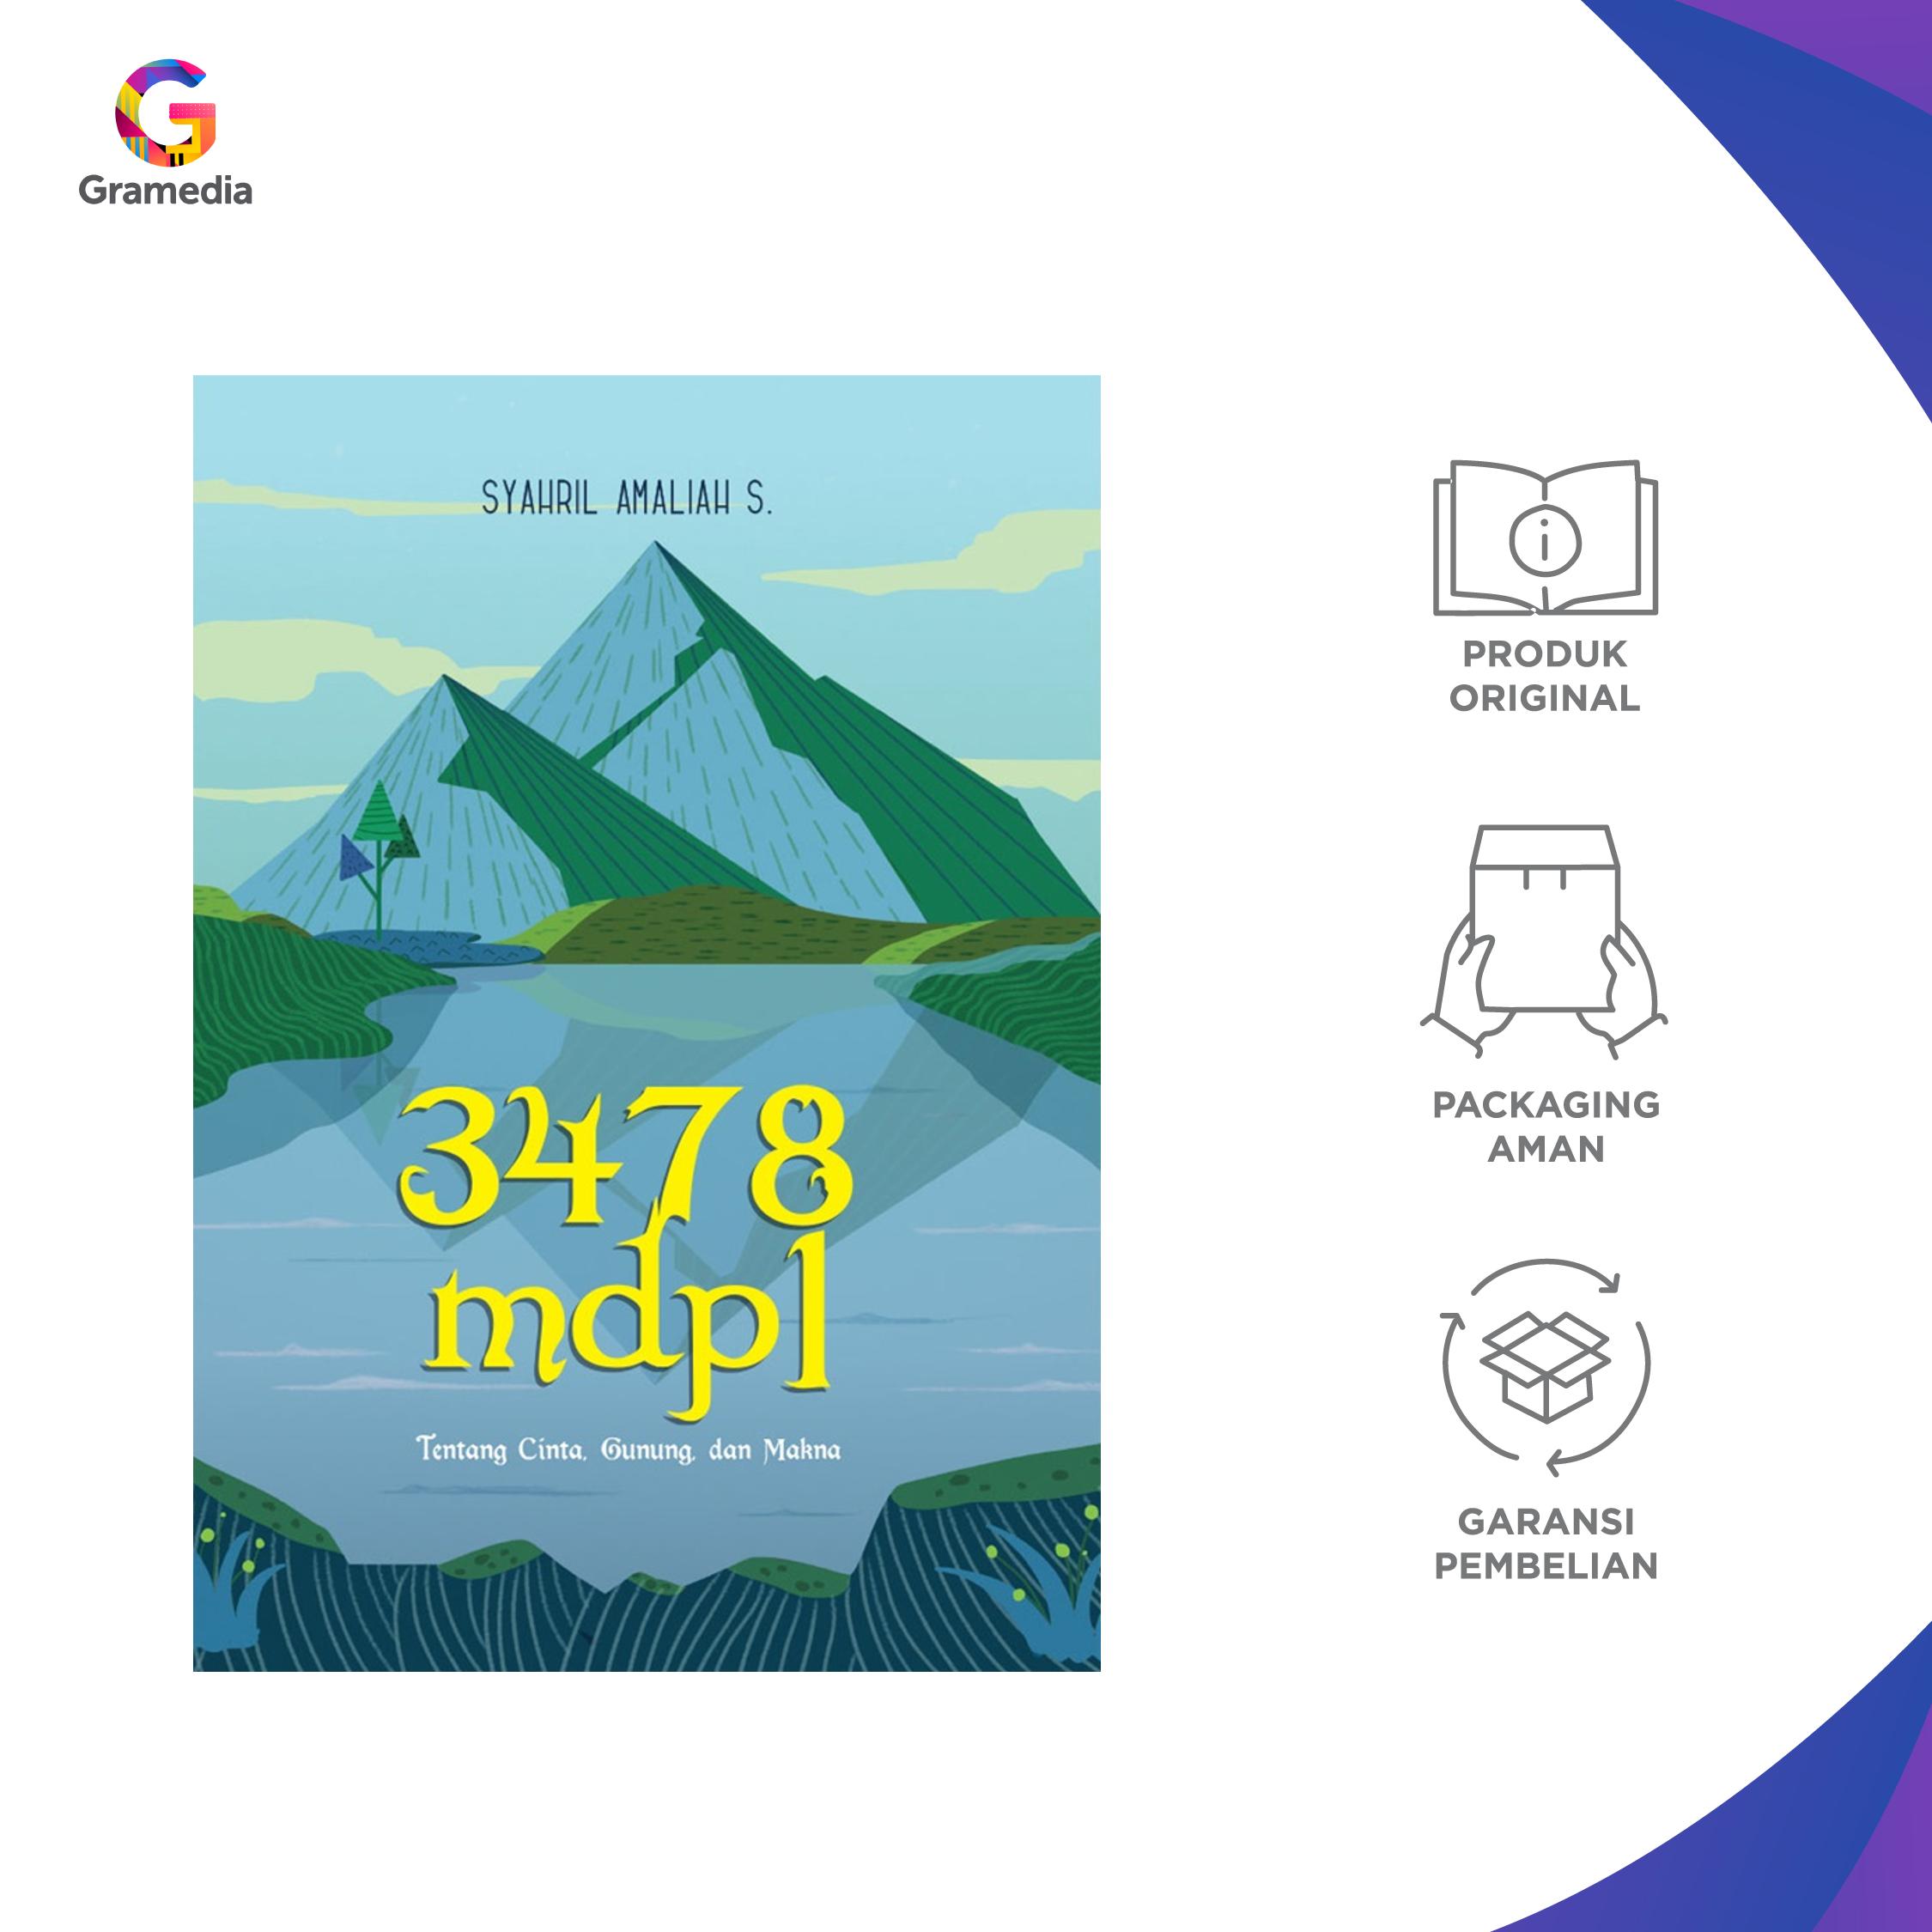 Gramedia
SYAHRIL AMALIAH S.
3478
mdpl
Tentang Cinta, Gunung, dan Makna
PRODUK
ORIGINAL
PACKAGING
AMAN
GARANSI
PEMBELIAN